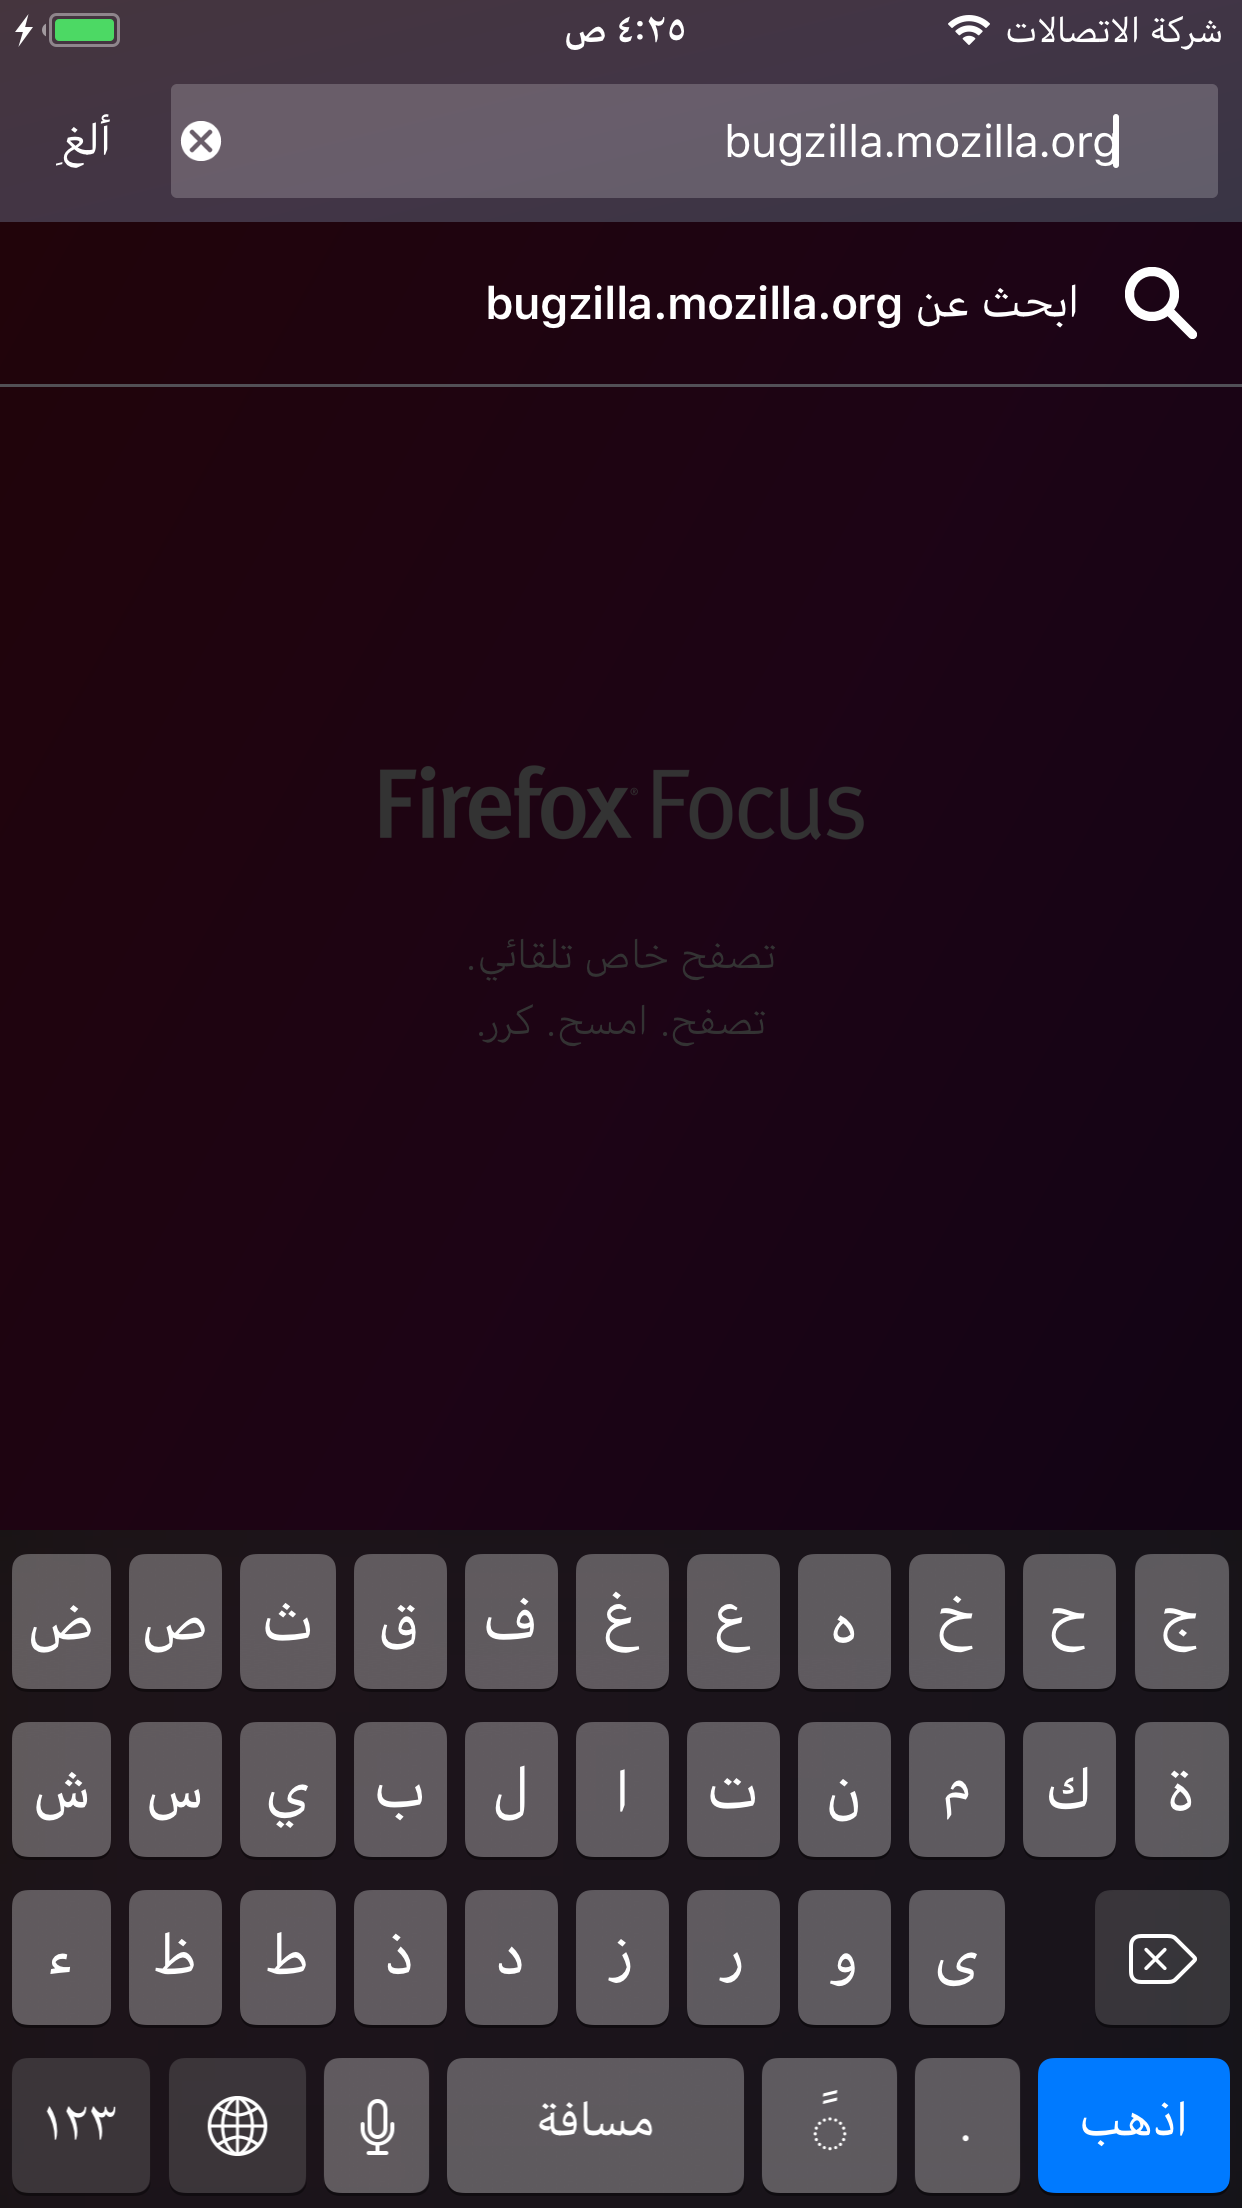 شركة الاتصالات ٤:٢٥ ص
bugzilla.mozilla.org ألغِ
ابحث عن bugzilla.mozilla.org
Firefox® Focus
تصفح خاص تلقائي.
تصفح. امسح. كرر.
ض ص ث ق ف غ ع ه خ ح ج
ش س ي ب ل ا ت ن م ك ة
ء ظ ط ذ د ز ر و ى
١٢٣ مسافة ً . اذهب